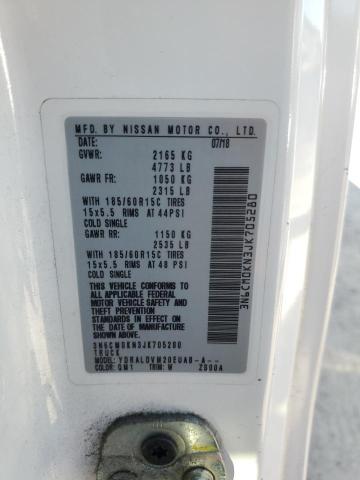 MFD. BY NISSAN MOTOR CO., LTD.
DATE: 07/18
GVWR: 2165 KG
4773 LB
GAWR FR: 1050 KG
2315 LB
WITH 185/60R15C TIRES
15x5.5 RIMS AT 44PSI
COLD SINGLE
GAWR RR: 1150 KG
2535 LB
WITH 185/60R15C TIRES
15x5.5 RIMS AT 48 PSI
COLD SINGLE
THIS VEHICLE CONFORMS
TO ALL APPLICABLE FEDERAL
MOTOR VEHICLE SAFETY
STANDARDS IN EFFECT ON
THE DATE OF MANUFACTURE
SHOWN ABOVE.
3N6CM0KN3JK705280
TRUCK
MODEL: YDRALDVM20EUAB-A--
COLOR: QM1 TRIM: W Z800A
3N6CM0KN3JK705280